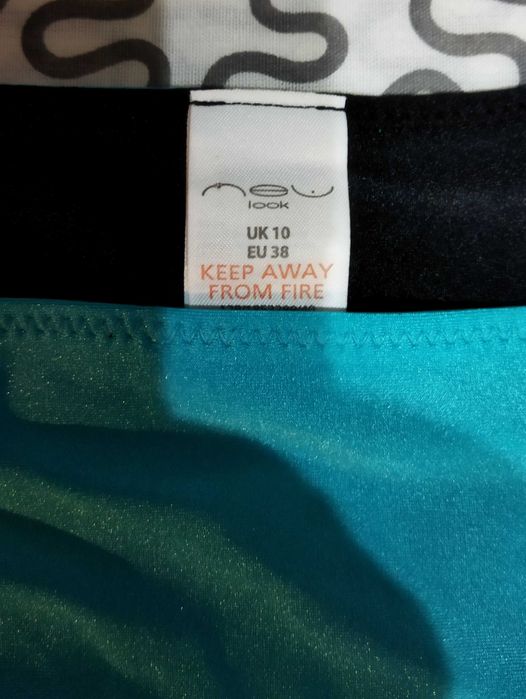 new
look
UK 10
EU 38
KEEP AWAY
FROM FIRE